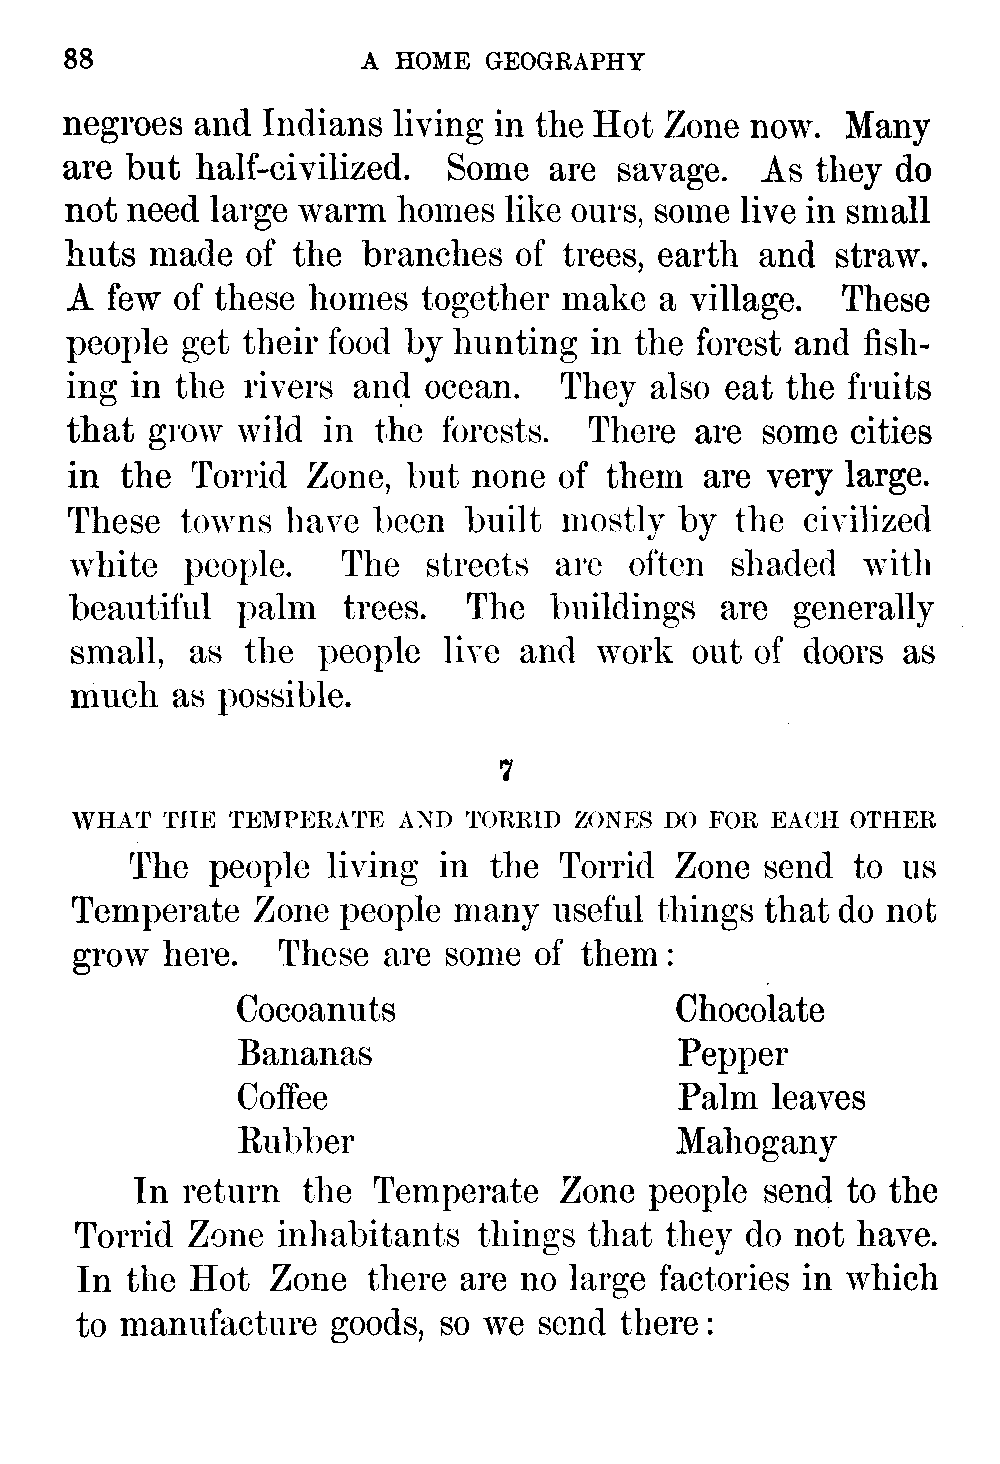 88 A HOME GEOGRAPHY
negroes and Indians living in the Hot Zone now. Many
are but half-civilized. Some are savage. As they do
not need large warm homes like ours, some live in small
huts made of the branches of trees, earth and straw.
A few of these homes together make a village. These
people get their food by hunting in the forest and fish-
ing in the rivers and ocean. They also eat the fruits
that grow wild in the forests. There are some cities
in the Torrid Zone, but none of them are very large.
These towns have been built mostly by the civilized
white people. The streets are often shaded with
beautiful palm trees. The buildings are generally
small, as the people live and work out of doors as
much as possible.
7
WHAT THE TEMPERATE AND TORRID ZONES DO FOR EACH OTHER
The people living in the Torrid Zone send to us
Temperate Zone people many useful things that do not
grow here. These are some of them:
Cocoanuts Chocolate
Bananas Pepper
Coffee Palm leaves
Rubber Mahogany
In return the Temperate Zone people send to the
Torrid Zone inhabitants things that they do not have.
In the Hot Zone there are no large factories in which
to manufacture goods, so we send there: